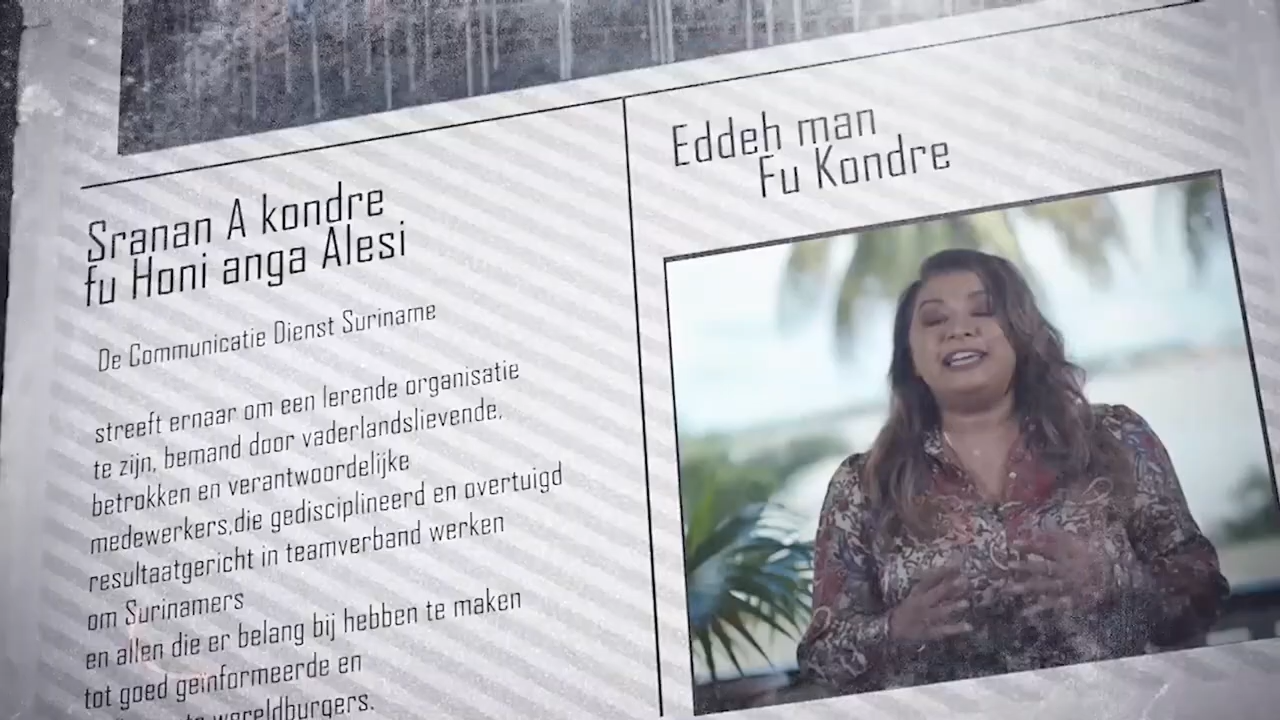 Sranan A kondre
fu Honi anga Alesi
De Communicatie Dienst Suriname
streeft ernaar om een lerende organisatie
te zijn, bemand door vaderlandslievende,
betrokken en verantwoordelijke
medewerkers,die gedisciplineerd en overtuigd
resultaatgericht in teamverband werken
om Surinamers
en allen die er belang bij hebben te maken
tot goed geinformeerde en
wereldburgers.
Eddeh man
Fu Kondre